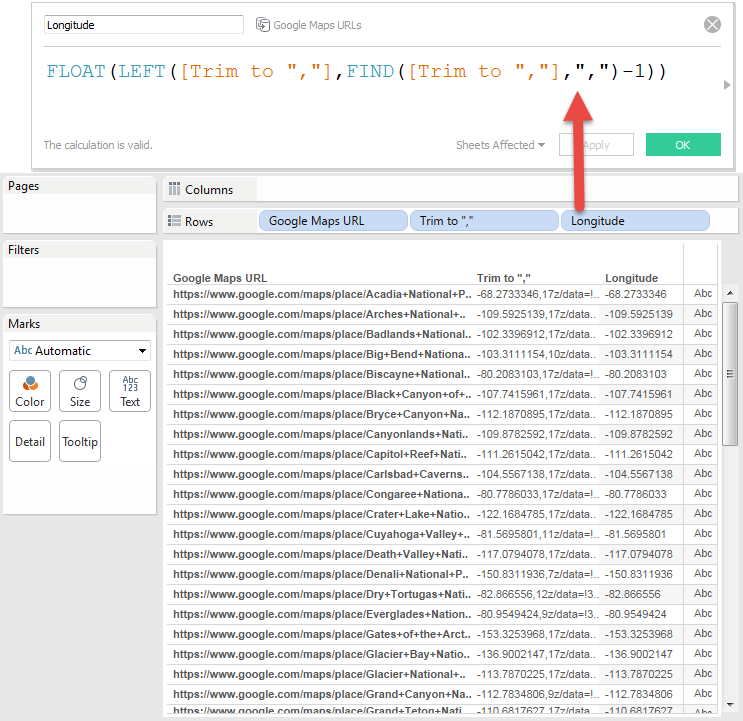 Longitude Google Maps URLs
FLOAT(LEFT([Trim to ","],FIND([Trim to ","],",")-1))
The calculation is valid. Sheets Affected Apply OK
Pages
Columns
Rows Google Maps URL Trim to "," Longitude
Filters
Marks
Abc Automatic
Color Size Abc 123 Text
Detail Tooltip
Google Maps URL Trim to "," Longitude
https://www.google.com/maps/place/Acadia+National+P.. -68.2733346,17z/data=!.. -68.2733346 Abc
https://www.google.com/maps/place/Arches+National+.. -109.5925139,17z/data.. -109.5925139 Abc
https://www.google.com/maps/place/Badlands+National.. -102.3396912,17z/data.. -102.3396912 Abc
https://www.google.com/maps/place/Big+Bend+Nationa.. -103.3111154,10z/data.. -103.3111154 Abc
https://www.google.com/maps/place/Biscayne+National.. -80.2083103,17z/data=!.. -80.2083103 Abc
https://www.google.com/maps/place/Black+Canyon+of+.. -107.7415961,17z/data.. -107.7415961 Abc
https://www.google.com/maps/place/Bryce+Canyon+Na.. -112.1870895,17z/data.. -112.1870895 Abc
https://www.google.com/maps/place/Canyonlands+Nati.. -109.8782592,17z/data.. -109.8782592 Abc
https://www.google.com/maps/place/Capitol+Reef+Nati.. -111.2615042,17z/data.. -111.2615042 Abc
https://www.google.com/maps/place/Carlsbad+Caverns.. -104.5567138,17z/data.. -104.5567138 Abc
https://www.google.com/maps/place/Congaree+Nationa.. -80.7786033,17z/data=!.. -80.7786033 Abc
https://www.google.com/maps/place/Crater+Lake+Natio.. -122.1684785,17z/data.. -122.1684785 Abc
https://www.google.com/maps/place/Cuyahoga+Valley+.. -81.5695801,11z/data=!.. -81.5695801 Abc
https://www.google.com/maps/place/Death+Valley+Nati.. -117.0794078,17z/data.. -117.0794078 Abc
https://www.google.com/maps/place/Denali+National+P.. -150.8311936,7z/data=!.. -150.8311936 Abc
https://www.google.com/maps/place/Dry+Tortugas+Nati.. -82.866556,12z/data=!3.. -82.866556 Abc
https://www.google.com/maps/place/Everglades+Nation.. -80.9549424,9z/data=!3.. -80.9549424 Abc
https://www.google.com/maps/place/Gates+of+the+Arct.. -153.3253968,17z/data.. -153.3253968 Abc
https://www.google.com/maps/place/Glacier+Bay+Natio.. -136.9002147,17z/data.. -136.9002147 Abc
https://www.google.com/maps/place/Glacier+National+.. -113.7870225,17z/data.. -113.7870225 Abc
https://www.google.com/maps/place/Grand+Canyon+Na.. -112.7834806,9z/data=!.. -112.7834806 Abc
https://www.google.com/maps/place/Grand+Teton+Nati.. -110.6817627,17z/data.. -110.6817627 Abc